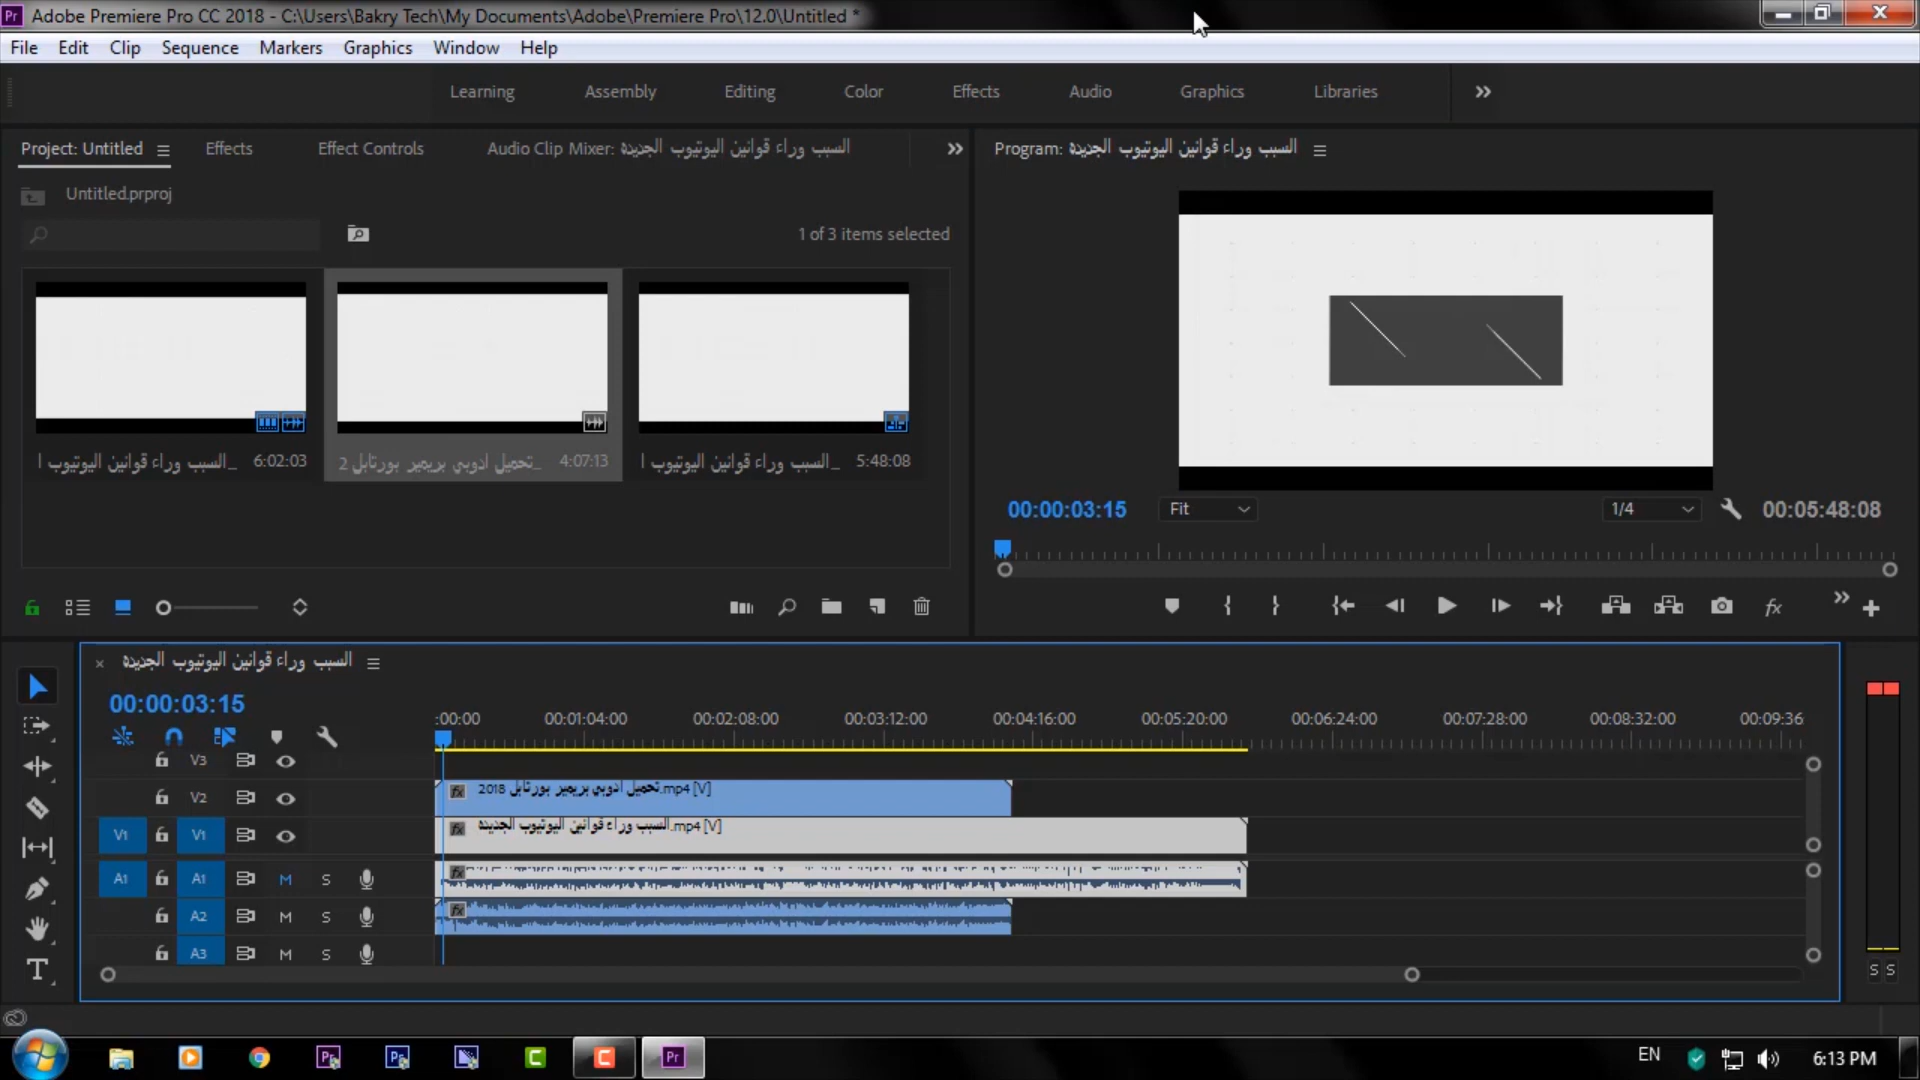 Adobe Premiere Pro CC 2018 - C:\Users\Bakry Tech\My Documents\Adobe\Premiere Pro\12.0\Untitled *
File Edit Clip Sequence Markers Graphics Window Help
Learning Assembly Editing Color Effects Audio Graphics Libraries
Project: Untitled Effects Effect Controls Audio Clip Mixer: السبب وراء قوانين اليوتيوب الجديده
Program: السبب وراء قوانين اليوتيوب الجديده
Untitled.prproj
1 of 3 items selected
السبب وراء قوانين اليوتيوب ا_ 6:02:03
تحميل ادوبي بريمير بورتابل 2_ 4:07:13
السبب وراء قوانين اليوتيوب ا_ 5:48:08
00:00:03:15 Fit 1/4 00:05:48:08
السبب وراء قوانين اليوتيوب الجديده
00:00:03:15
:00:00 00:01:04:00 00:02:08:00 00:03:12:00 00:04:16:00 00:05:20:00 00:06:24:00 00:07:28:00 00:08:32:00 00:09:36
V3
V2
تحميل ادوبي بريمير بورتابل 2018.mp4 [V]
V1 V1
السبب وراء قوانين اليوتيوب الجديده.mp4 [V]
A1 A1 M S
A2 M S
A3 M S
S S
EN 6:13 PM